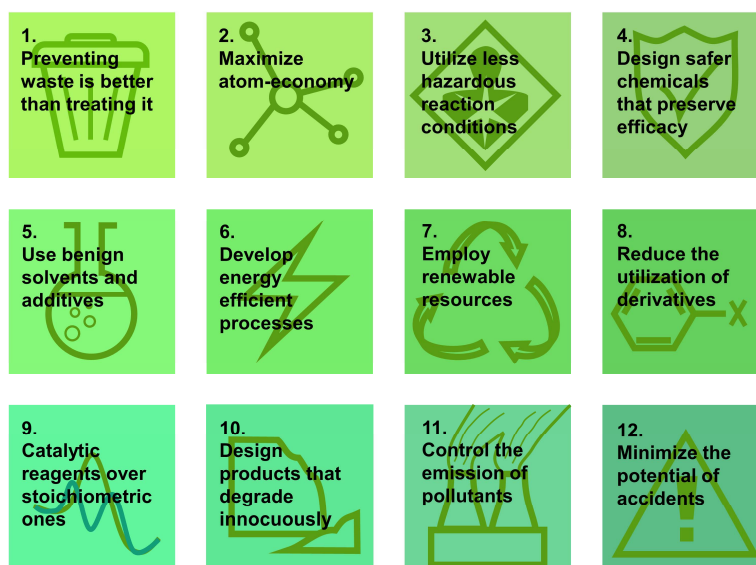 1.
Preventing
waste is better
than treating it
2.
Maximize
atom-economy
3.
Utilize less
hazardous
reaction
conditions
4.
Design safer
chemicals
that preserve
efficacy
5.
Use benign
solvents and
additives
6.
Develop
energy
efficient
processes
7.
Employ
renewable
resources
8.
Reduce the
utilization of
derivatives
X
9.
Catalytic
reagents over
stoichiometric
ones
10.
Design
products that
degrade
innocuously
11.
Control the
emission of
pollutants
12.
Minimize the
potential of
accidents
!